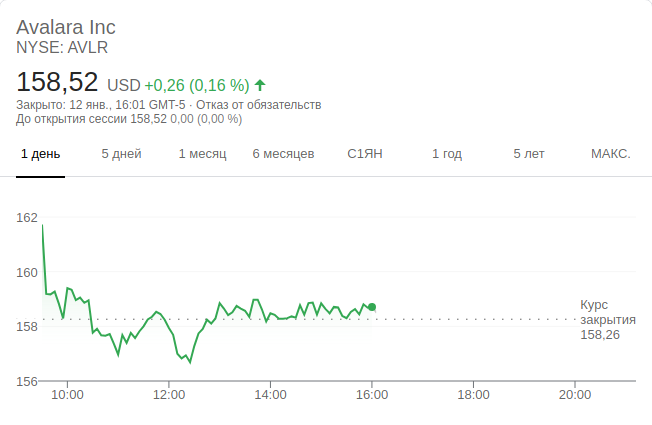 Avalara Inc
NYSE: AVLR
158,52 USD +0,26 (0,16 %)
Закрыто: 12 янв., 16:01 GMT-5 · Отказ от обязательств
До открытия сессии 158,52 0,00 (0,00 %)
1 день 5 дней 1 месяц 6 месяцев С1ЯН 1 год 5 лет МАКС.
162
160
158
156
Курс
закрытия
158,26
10:00 12:00 14:00 16:00 18:00 20:00